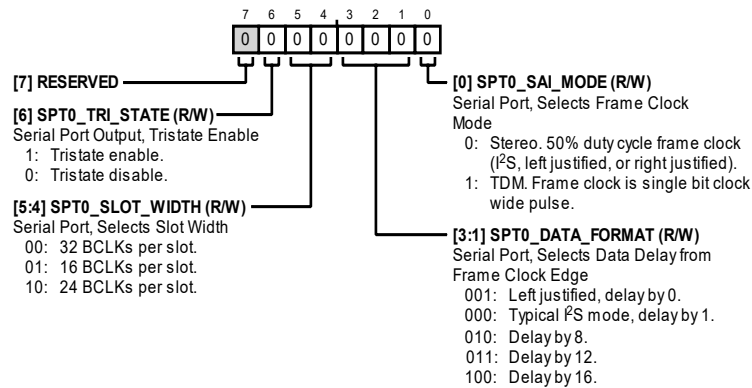 7 6 5 4 3 2 1 0
0 0 0 0 0 0 0 0
[7] RESERVED
[6] SPT0_TRI_STATE (R/W)
Serial Port Output, Tristate Enable
1: Tristate enable.
0: Tristate disable.
[5:4] SPT0_SLOT_WIDTH (R/W)
Serial Port, Selects Slot Width
00: 32 BCLKs per slot.
01: 16 BCLKs per slot.
10: 24 BCLKs per slot.
[0] SPT0_SAI_MODE (R/W)
Serial Port, Selects Frame Clock
Mode
0: Stereo. 50% duty cycle frame clock
(I²S, left justified, or right justified).
1: TDM. Frame clock is single bit clock
wide pulse.
[3:1] SPT0_DATA_FORMAT (R/W)
Serial Port, Selects Data Delay from
Frame Clock Edge
001: Left justified, delay by 0.
000: Typical I²S mode, delay by 1.
010: Delay by 8.
011: Delay by 12.
100: Delay by 16.